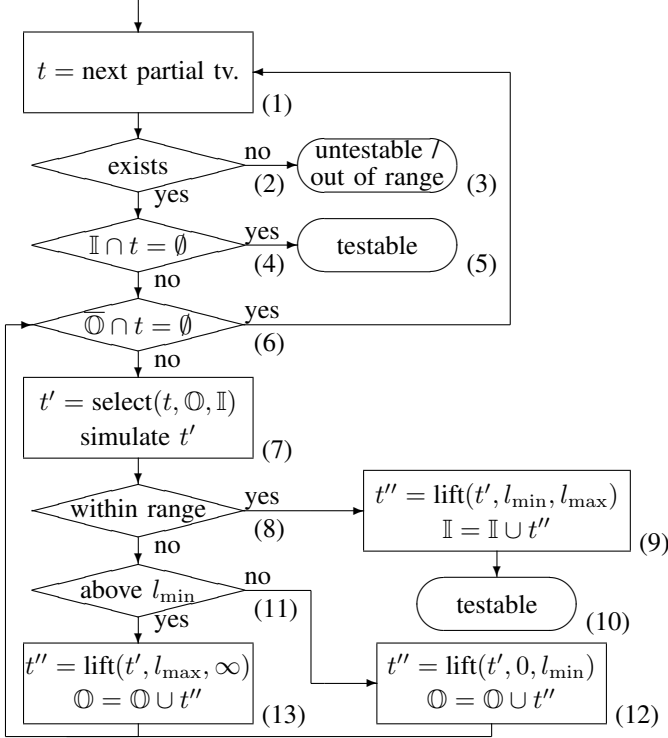 t = next partial tv.
(1)
exists
no
(2)
untestable /
out of range
(3)
yes
𝕀 ∩ t = ∅
yes
(4)
testable
(5)
no
𝕆̅ ∩ t = ∅
yes
(6)
no
t′ = select(t, 𝕆, 𝕀)
simulate t′
(7)
within range
yes
(8)
t′′ = lift(t′, l_min, l_max)
𝕀 = 𝕀 ∪ t′′
(9)
no
above l_min
no
(11)
testable
(10)
yes
t′′ = lift(t′, l_max, ∞)
𝕆 = 𝕆 ∪ t′′
(13)
t′′ = lift(t′, 0, l_min)
𝕆 = 𝕆 ∪ t′′
(12)